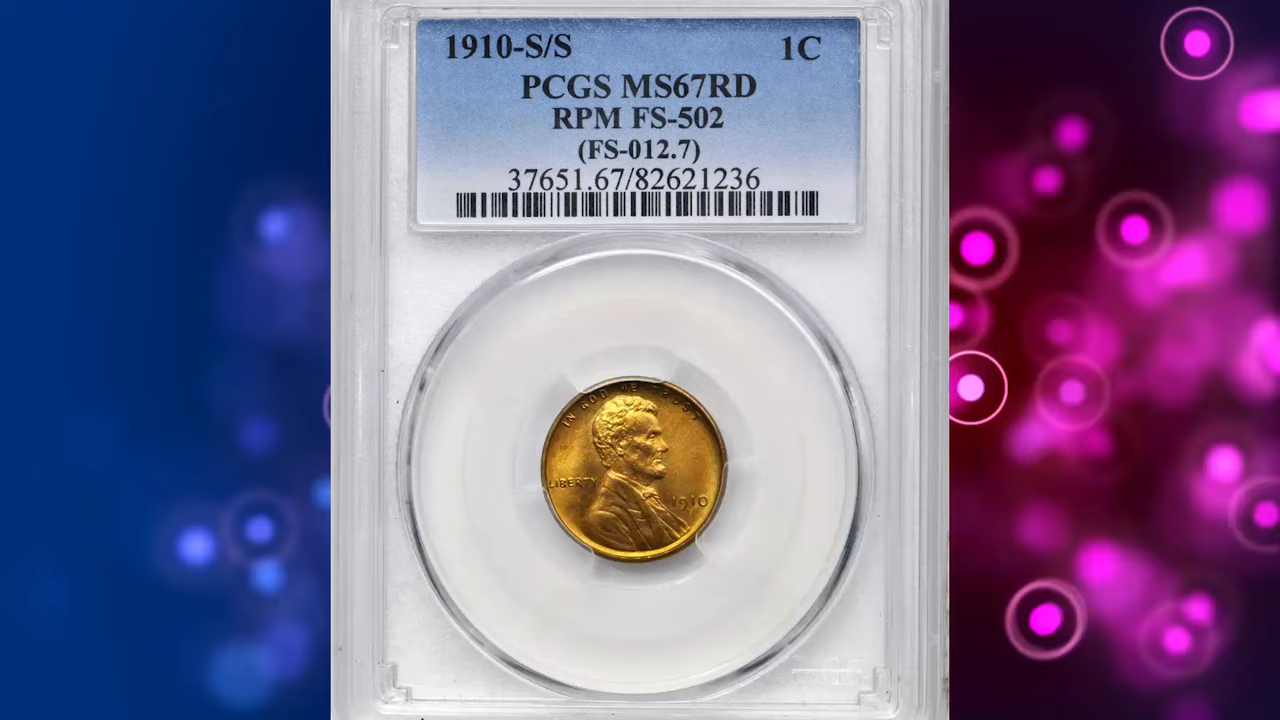 1910-S/S 1C
PCGS MS67RD
RPM FS-502
(FS-012.7)
37651.67/82621236
IN GOD WE TRUST
LIBERTY
1910
S